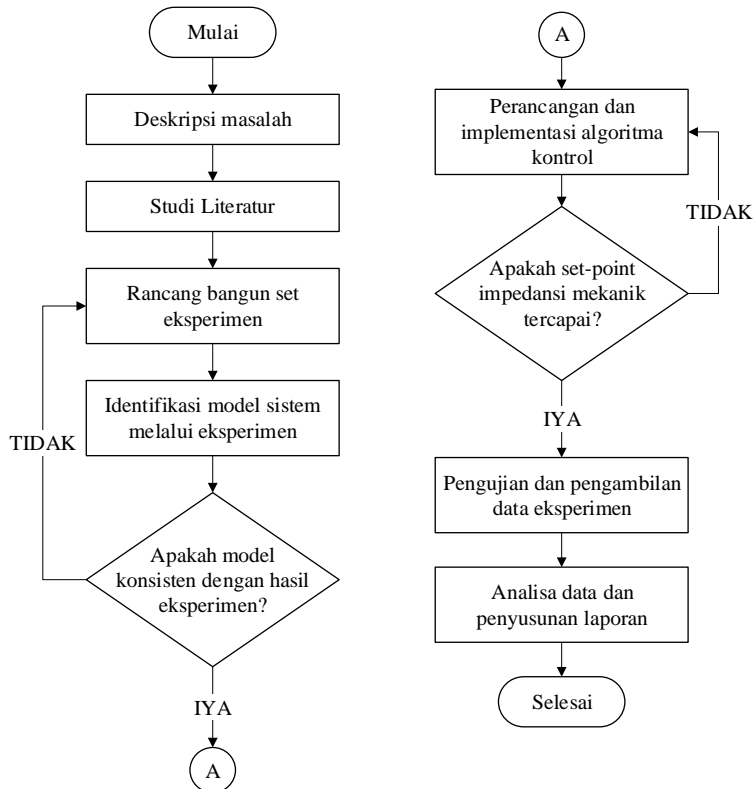 Mulai
Deskripsi masalah
Studi Literatur
Rancang bangun set
eksperimen
Identifikasi model sistem
melalui eksperimen
TIDAK
Apakah model
konsisten dengan hasil
eksperimen?
IYA
A
A
Perancangan dan
implementasi algoritma
kontrol
TIDAK
Apakah set-point
impedansi mekanik
tercapai?
IYA
Pengujian dan pengambilan
data eksperimen
Analisa data dan
penyusunan laporan
Selesai